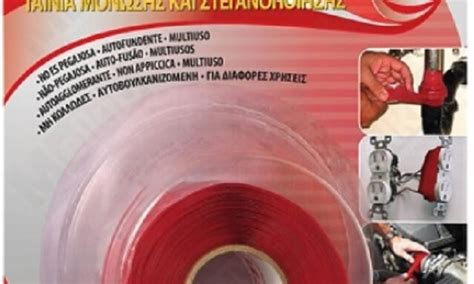 ΤΑΙΝΙΑ ΜΟΝΩΣΗΣ ΚΑΙ ΣΤΕΓΑΝΟΠΟΙΗΣΗΣ
•NO ES PEGAJOSA • AUTOFUNDENTE • MULTIUSO
•NÃO-PEGAJOSA • AUTO-FUSÃO • MULTIUSOS
•AUTOAGGLOMERANTE • NON APPICCICA • MULTIUSO
•ΜΗ ΚΟΛΛΩΔΕΣ • ΑΥΤΟΒΟΥΛΚΑΝΙΖΟΜΕΝΗ • ΓΙΑ ΔΙΑΦΟΡΕΣ ΧΡΗΣΕΙΣ